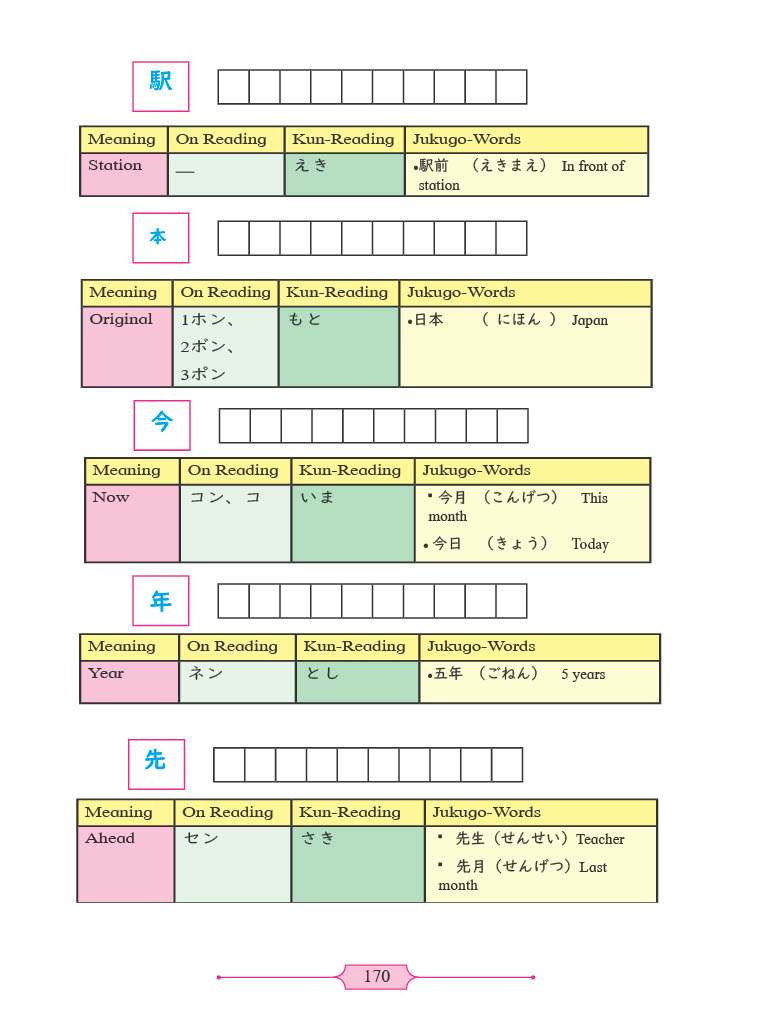 駅
Meaning On Reading Kun-Reading Jukugo-Words
Station — えき •駅前 （えきまえ） In front of
station
本
Meaning On Reading Kun-Reading Jukugo-Words
Original 1ホン、 もと •日本 （ にほん ） Japan
2ボン、
3ポン
今
Meaning On Reading Kun-Reading Jukugo-Words
Now コン、 コ いま ▪ 今月 （こんげつ） This
month
• 今日 （きょう） Today
年
Meaning On Reading Kun-Reading Jukugo-Words
Year ネン とし •五年 （ごねん） 5 years
先
Meaning On Reading Kun-Reading Jukugo-Words
Ahead セン さき ▪ 先生（せんせい）Teacher
▪ 先月（せんげつ）Last
month
170